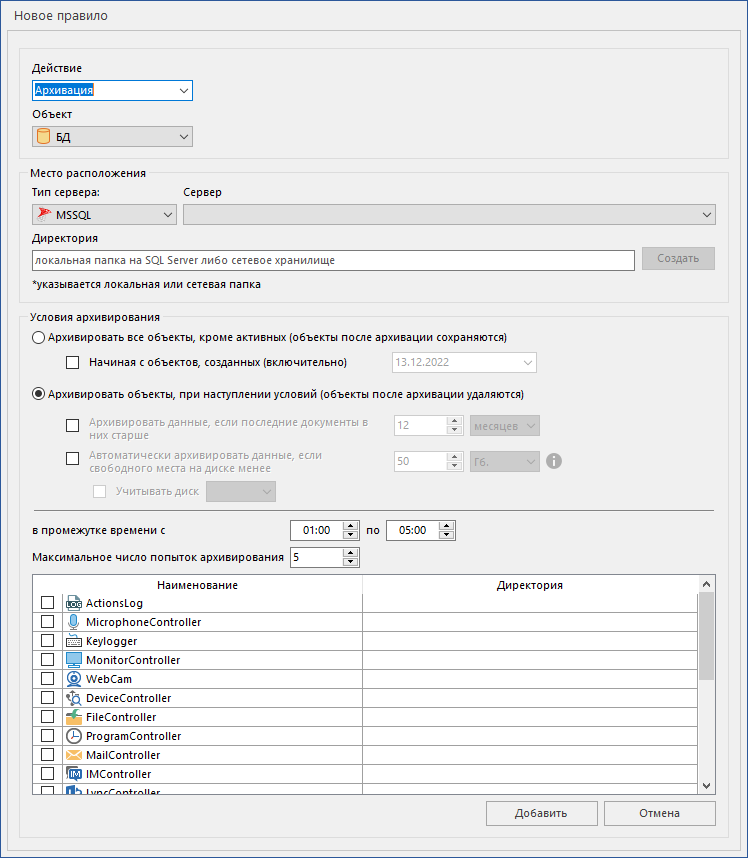 Новое правило
Действие
Архивация
Объект
БД
Место расположения
Тип сервера: Сервер
MSSQL
Директория
локальная папка на SQL Server либо сетевое хранилище Создать
*указывается локальная или сетевая папка
Условия архивирования
Архивировать все объекты, кроме активных (объекты после архивации сохраняются)
Начиная с объектов, созданных (включительно) 13.12.2022
Архивировать объекты, при наступлении условий (объекты после архивации удаляются)
Архивировать данные, если последние документы в
них старше
12 месяцев
Автоматически архивировать данные, если
свободного места на диске менее
50 Гб.
Учитывать диск
в промежутке времени с 01:00 по 05:00
Максимальное число попыток архивирования 5
Наименование Директория
ActionsLog
MicrophoneController
Keylogger
MonitorController
WebCam
DeviceController
FileController
ProgramController
MailController
IMController
LyncController
Добавить Отмена